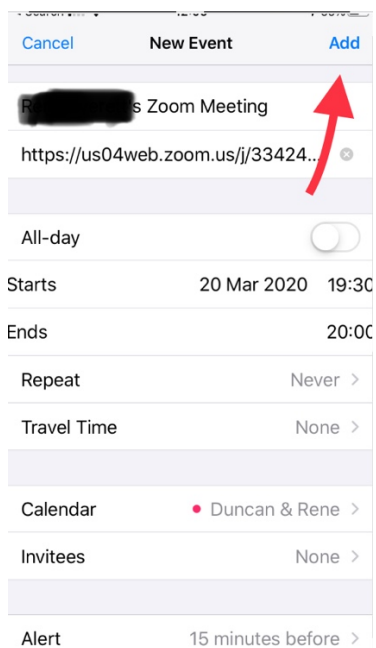 Cancel New Event Add
s Zoom Meeting
https://us04web.zoom.us/j/33424...
All-day
Starts 20 Mar 2020 19:30
Ends 20:00
Repeat Never >
Travel Time None >
Calendar • Duncan & Rene >
Invitees None >
Alert 15 minutes before >